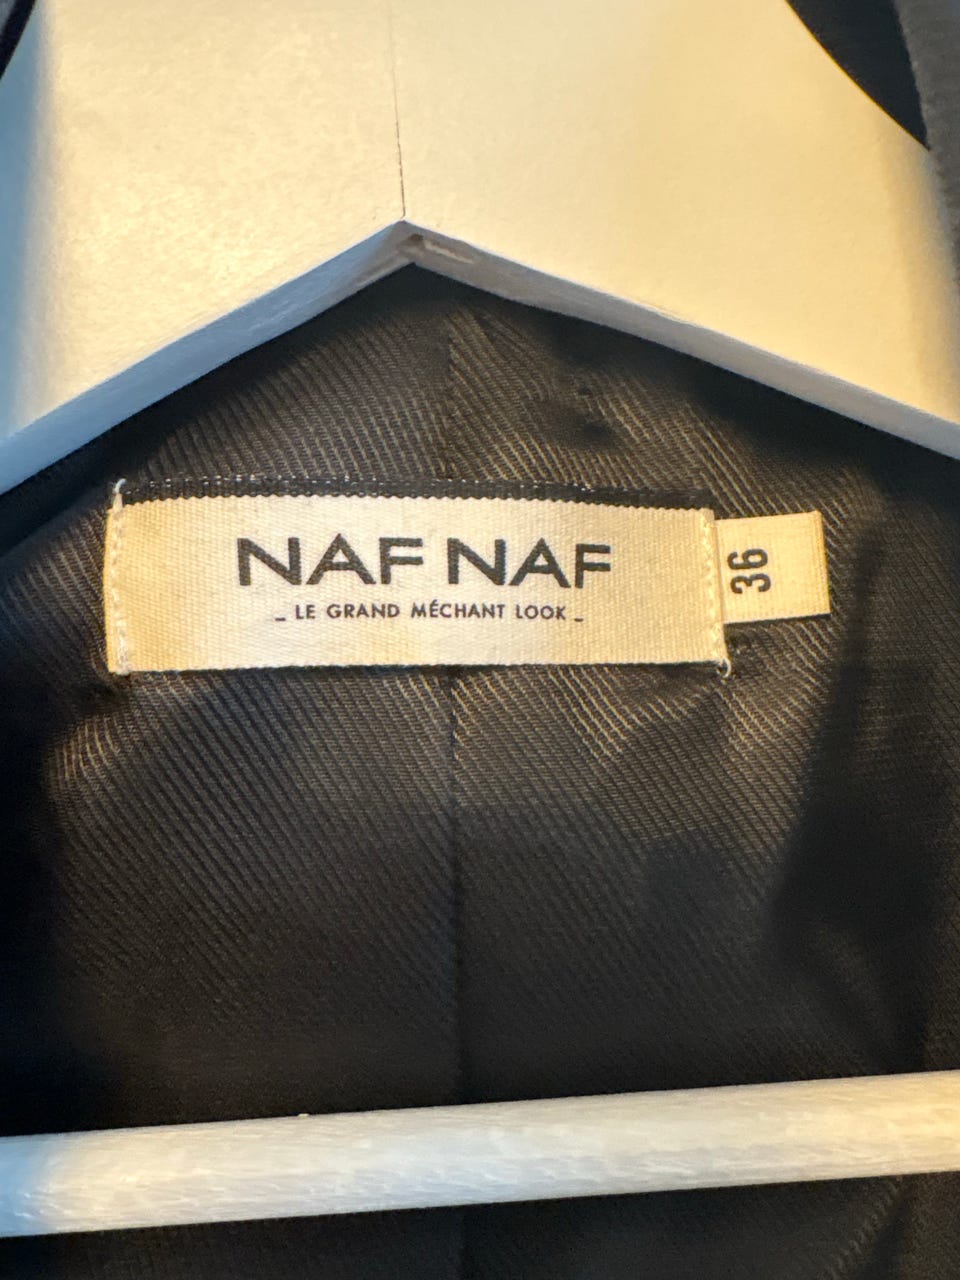 NAF NAF
_ LE GRAND MÉCHANT LOOK _
36